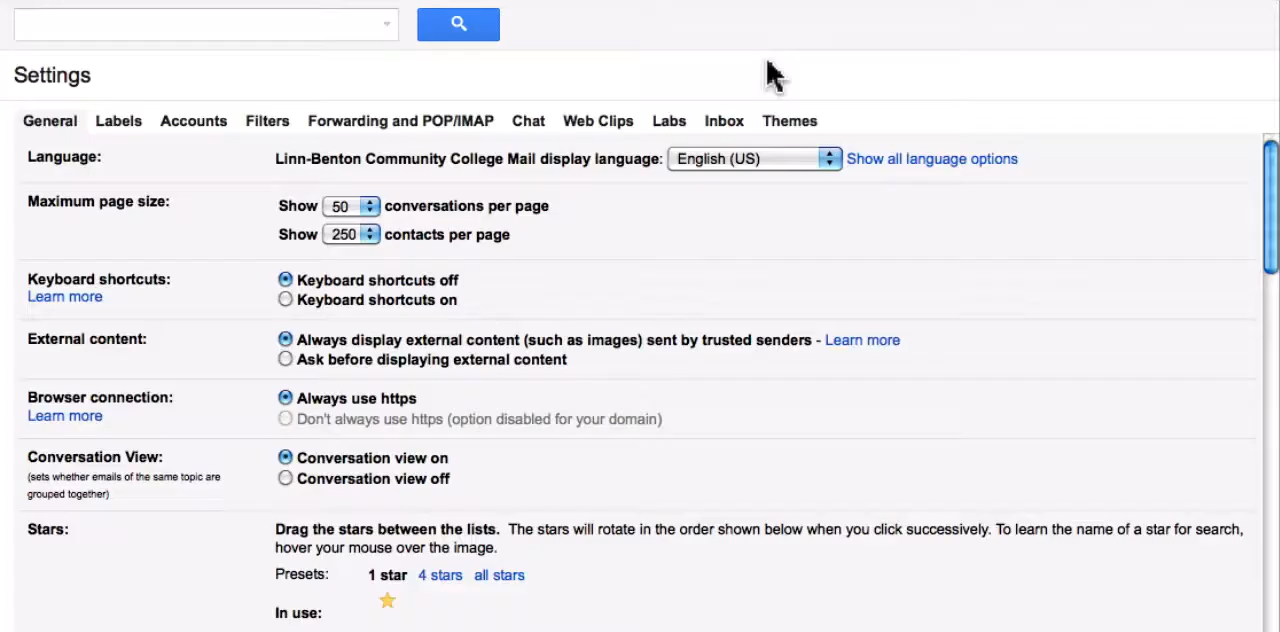 Settings
General Labels Accounts Filters Forwarding and POP/IMAP Chat Web Clips Labs Inbox Themes
Language: Linn-Benton Community College Mail display language: English (US) Show all language options
Maximum page size: Show 50 conversations per page
Show 250 contacts per page
Keyboard shortcuts: Keyboard shortcuts off
Learn more Keyboard shortcuts on
External content: Always display external content (such as images) sent by trusted senders - Learn more
Ask before displaying external content
Browser connection: Always use https
Learn more Don't always use https (option disabled for your domain)
Conversation View: Conversation view on
(sets whether emails of the same topic are Conversation view off
grouped together)
Stars: Drag the stars between the lists. The stars will rotate in the order shown below when you click successively. To learn the name of a star for search,
hover your mouse over the image.
Presets: 1 star 4 stars all stars
In use: